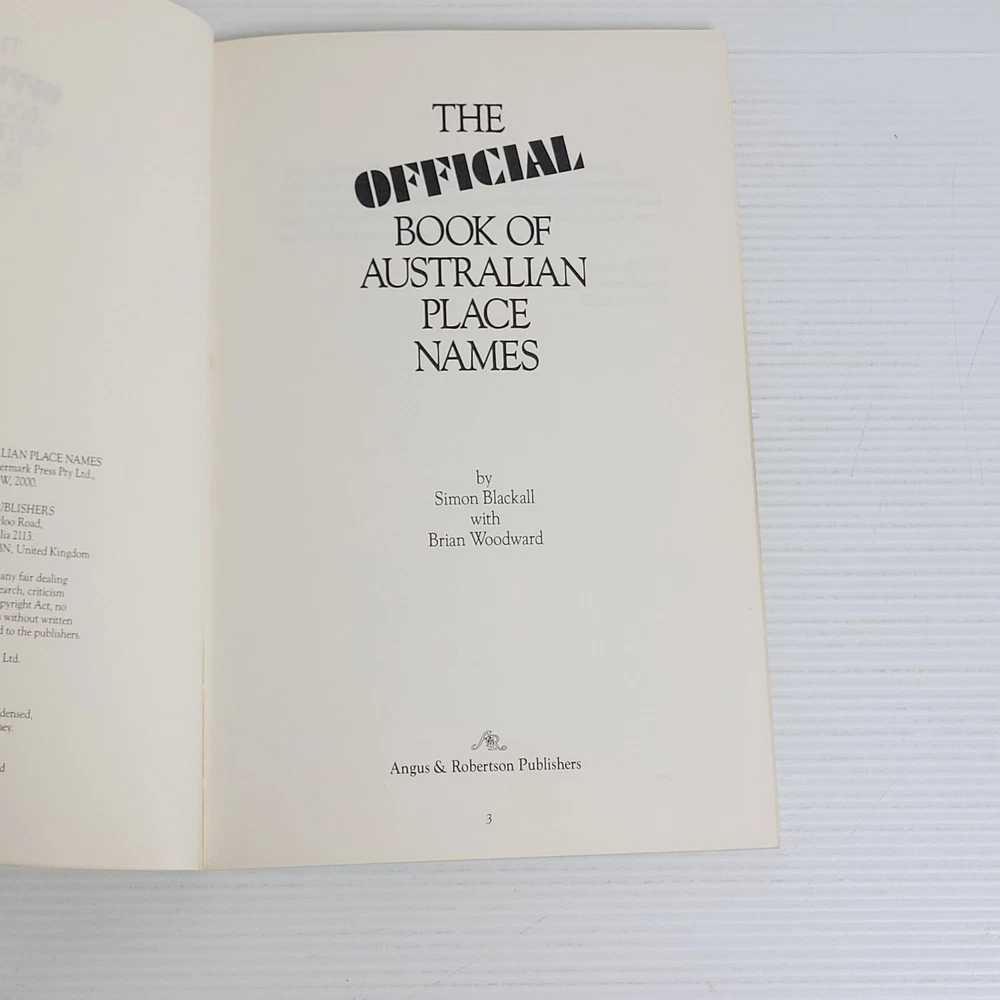 LIAN PLACE NAMES
ermark Press Pty Ltd.,
W, 2000.
UBLISHERS
loo Road,
lia 2113.
BN, United Kingdom
any fair dealing
earch, criticism
pyright Act, no
s without written
d to the publishers.
Ltd.
densed,
ney.
d
THE
OFFICIAL
BOOK OF
AUSTRALIAN
PLACE
NAMES
by
Simon Blackall
with
Brian Woodward
A&R
Angus & Robertson Publishers
3